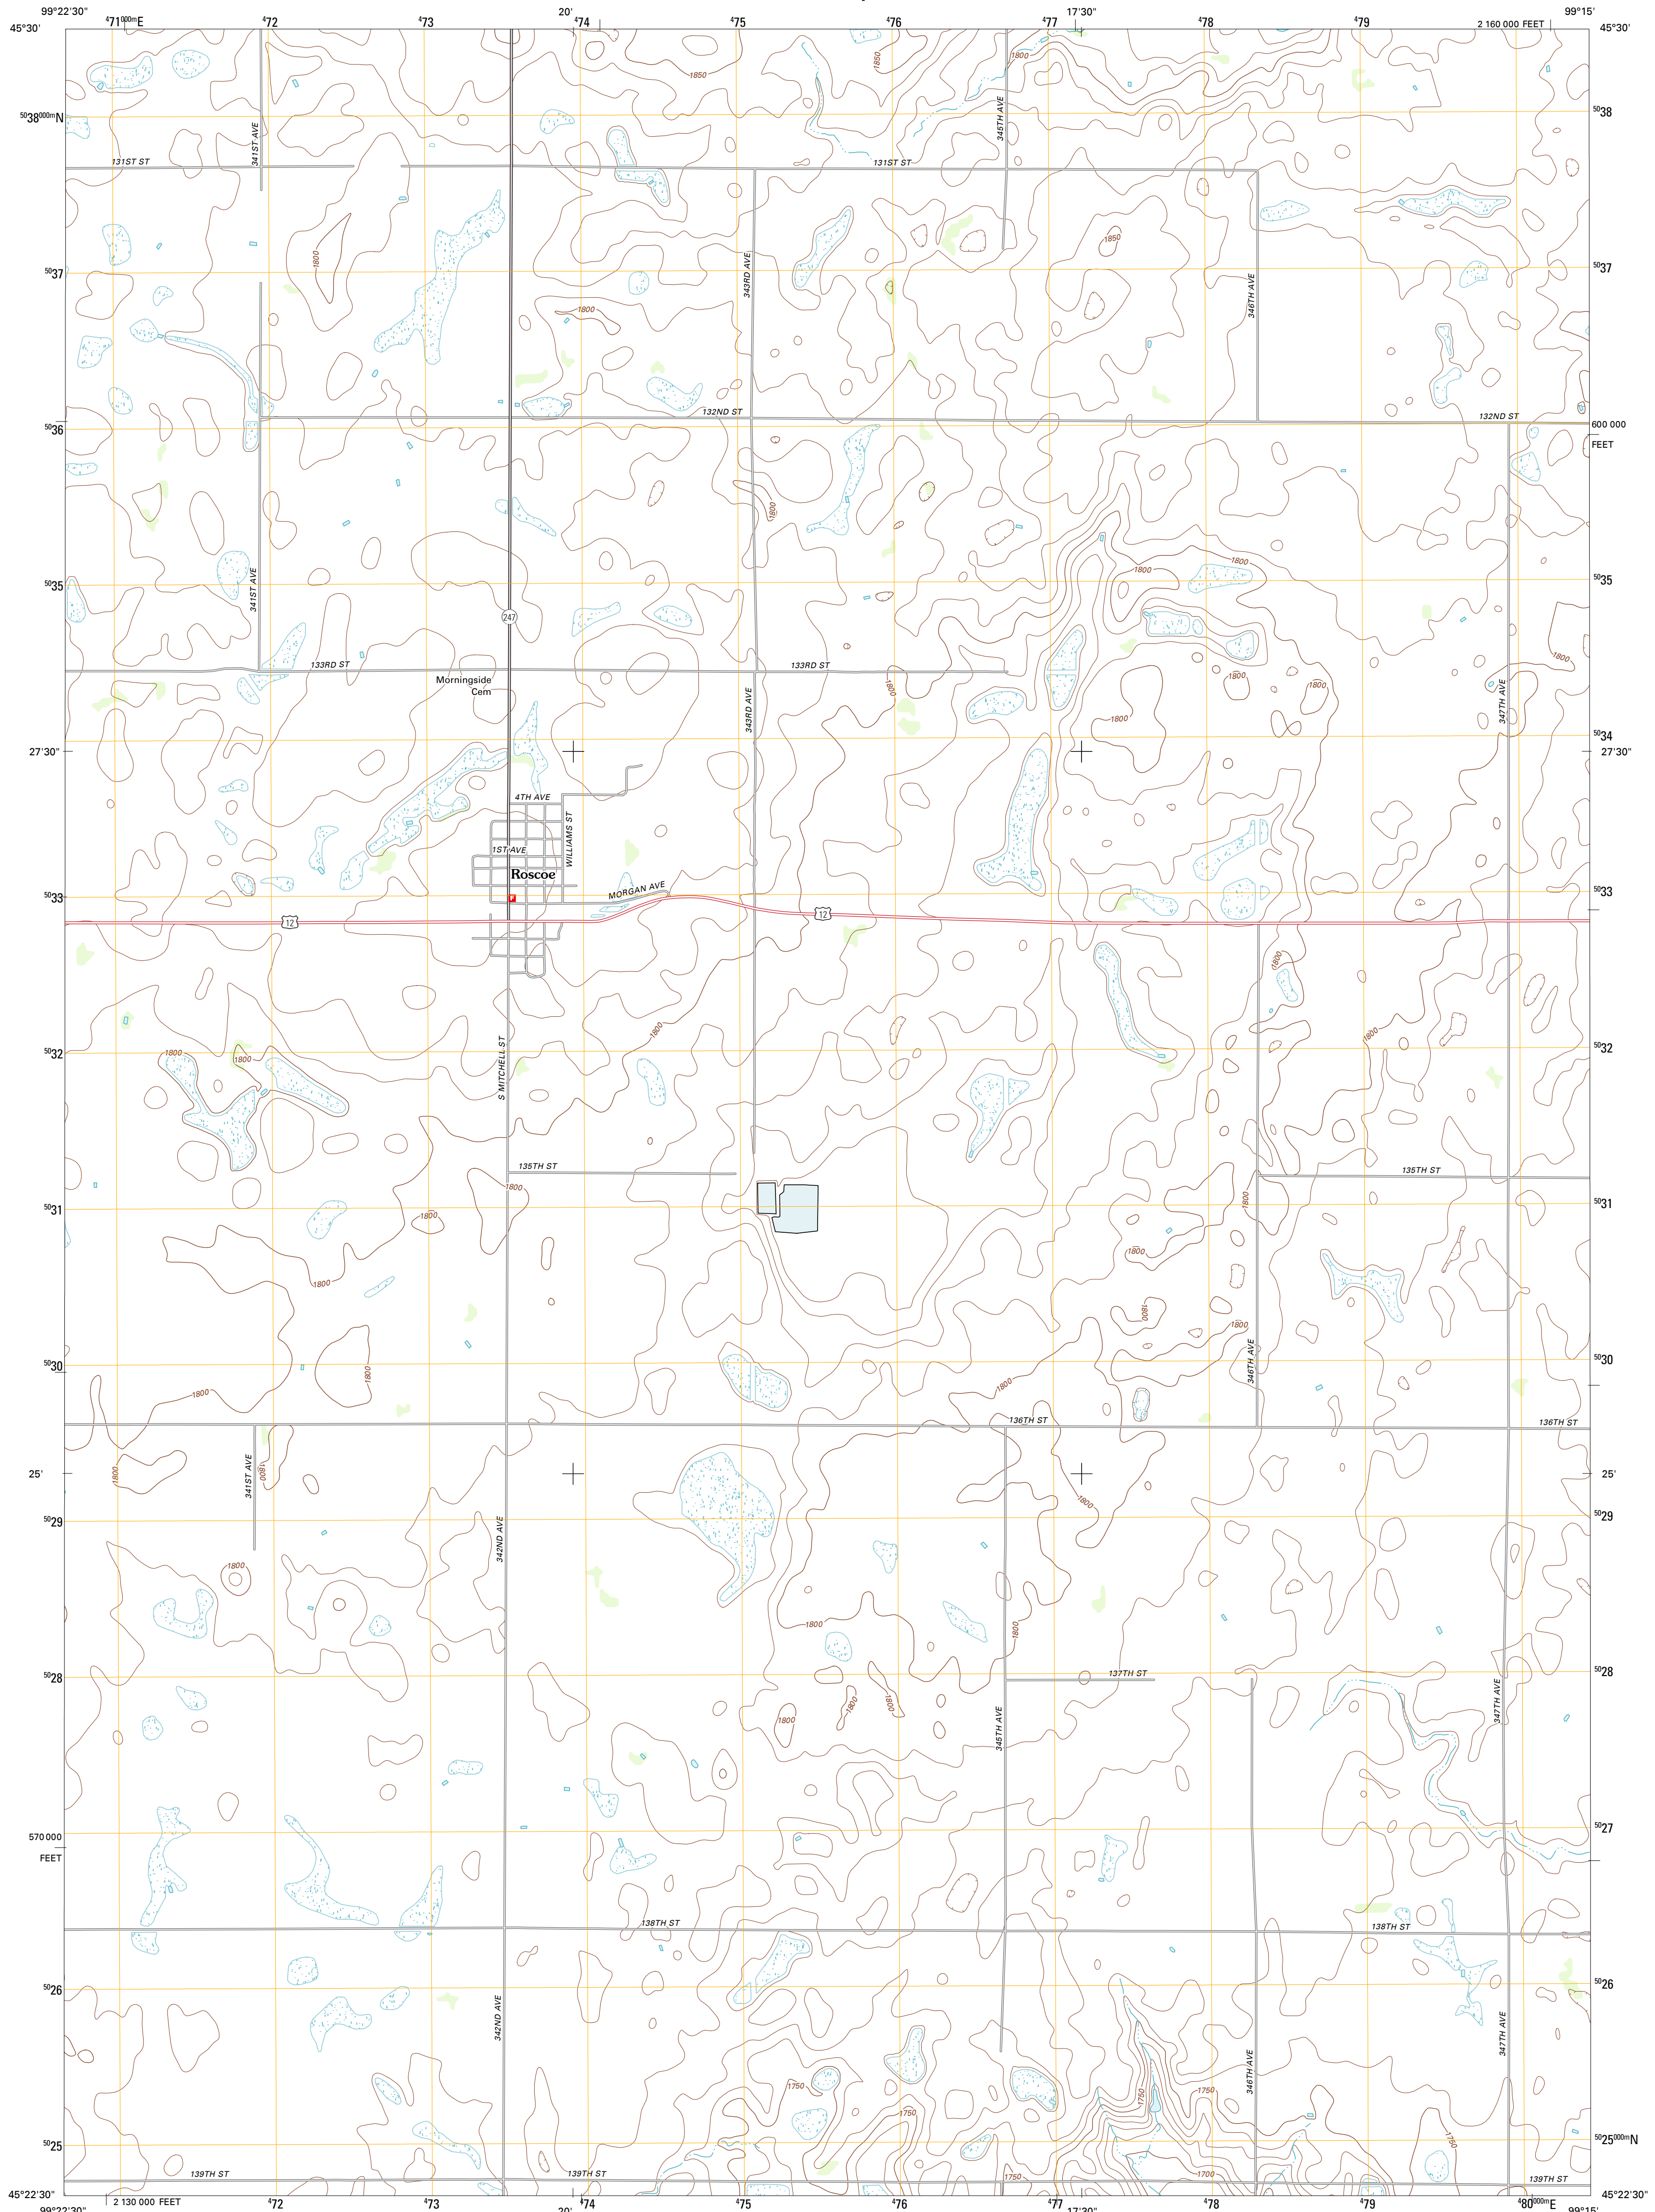 99°22'30"
⁴71⁰⁰⁰ᵐE
⁴72
⁴73
20'
⁴74
⁴75
⁴76
⁴77
17'30"
⁴78
⁴79
2 160 000 FEET
99°15'
45°30'
45°30'
1850
1850
1800
⁵⁰38⁰⁰⁰ᵐN
⁵⁰38
341ST AVE
345TH AVE
131ST ST
131ST ST
1800
1850
343RD AVE
346TH AVE
⁵⁰37
⁵⁰37
1800
132ND ST
132ND ST
⁵⁰36
600 000
FEET
1800
1800
1800
⁵⁰35
⁵⁰35
341ST AVE
247
133RD ST
133RD ST
1800
Morningside
Cem
1800
1800
1800
1800
343RD AVE
347TH AVE
⁵⁰34
27'30"
27'30"
4TH AVE
WILLIAMS ST
1ST AVE
Roscoe
F
MORGAN AVE
⁵⁰33
⁵⁰33
12
12
1800
1800
1800
⁵⁰32
⁵⁰32
1800
1800
S MITCHELL ST
135TH ST
135TH ST
1800
1800
1800
⁵⁰31
⁵⁰31
1800
1800
1800
1800
1800
346TH AVE
⁵⁰30
⁵⁰30
1800
1800
136TH ST
136TH ST
1800
1800
341ST AVE
25'
25'
1800
342ND AVE
⁵⁰29
⁵⁰29
1800
1800
1800
⁵⁰28
⁵⁰28
137TH ST
1800
1800
1800
345TH AVE
347TH AVE
570 000
FEET
⁵⁰27
138TH ST
138TH ST
⁵⁰26
⁵⁰26
342ND AVE
347TH AVE
346TH AVE
1750
1750
1750
1750
1750
⁵⁰25
⁵⁰25⁰⁰⁰ᵐN
139TH ST
139TH ST
1750
1700
139TH ST
45°22'30"
45°22'30"
99°22'30"
2 130 000 FEET
⁴72
⁴73
20'
⁴74
⁴75
⁴76
⁴77
17'30"
⁴78
⁴79
⁴80⁰⁰⁰ᵐE
99°15'